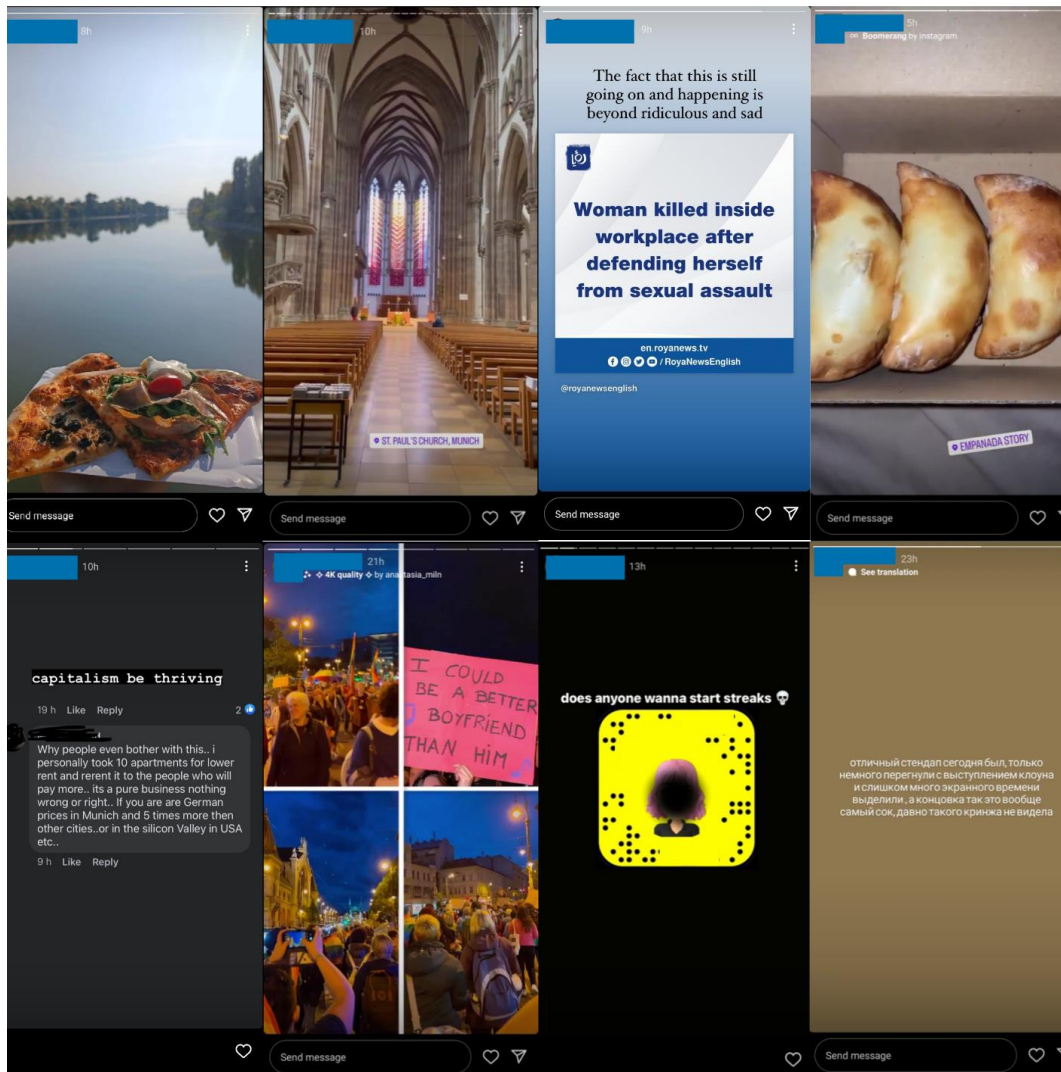 8h
Send message
10h
ST. PAUL'S CHURCH, MUNICH
Send message
9h
The fact that this is still
going on and happening is
beyond ridiculous and sad
Woman killed inside
workplace after
defending herself
from sexual assault
en.royanews.tv
/ RoyaNewsEnglish
@royanewsenglish
Send message
5h
Boomerang by instagram
EMPANADA STORY
Send message
10h
capitalism be thriving
19 h Like Reply 2
Why people even bother with this.. i
personally took 10 apartments for lower
rent and rerent it to the people who will
pay more.. its a pure business nothing
wrong or right.. If you are are German
prices in Munich and 5 times more then
other cities..or in the silicon Valley in USA
etc..
9 h Like Reply
21h
4K quality by anastasia_miln
I COULD
BE A BETTER
BOYFRIEND
THAN HIM
Send message
13h
does anyone wanna start streaks 💀
23h
See translation
отличный стендап сегодня был, только
немного перегнули с выступлением клоуна
и слишком много экранного времени
выделили , а концовка так это вообще
самый сок, давно такого кринжа не видела
Send message